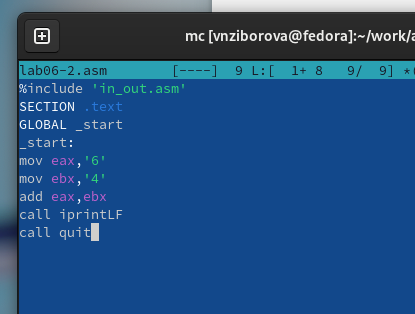 mc [vnziborova@fedora]:~/work/
lab06-2.asm [----] 9 L:[ 1+ 8 9/ 9] *(
%include 'in_out.asm'
SECTION .text
GLOBAL _start
_start:
mov eax,'6'
mov ebx,'4'
add eax,ebx
call iprintLF
call quit